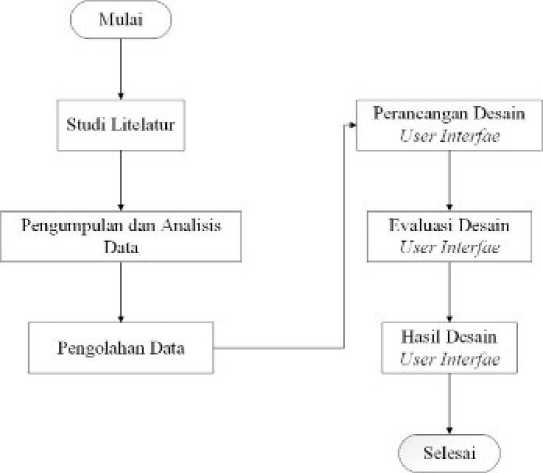 Mulai
Studi Litelatur
Pengumpulan dan Analisis
Data
Pengolahan Data
Perancangan Desain
User Interfae
Evaluasi Desain
User Interfae
Hasil Desain
User Interfae
Selesai